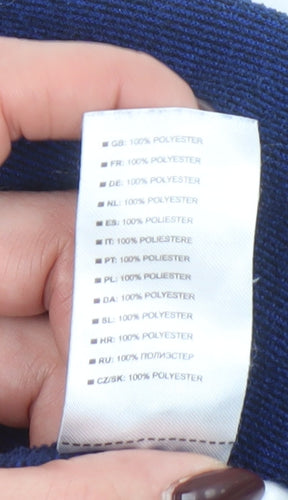 GB: 100% POLYESTER
FR: 100% POLYESTER
DE: 100% POLYESTER
NL: 100% POLYESTER
ES: 100% POLIESTER
IT: 100% POLIESTERE
PT: 100% POLIESTER
PL: 100% POLIESTER
DA: 100% POLYESTER
SL: 100% POLYESTER
HR: 100% POLYESTER
RU: 100% ПОЛИЭСТЕР
CZ/SK: 100% POLYESTER